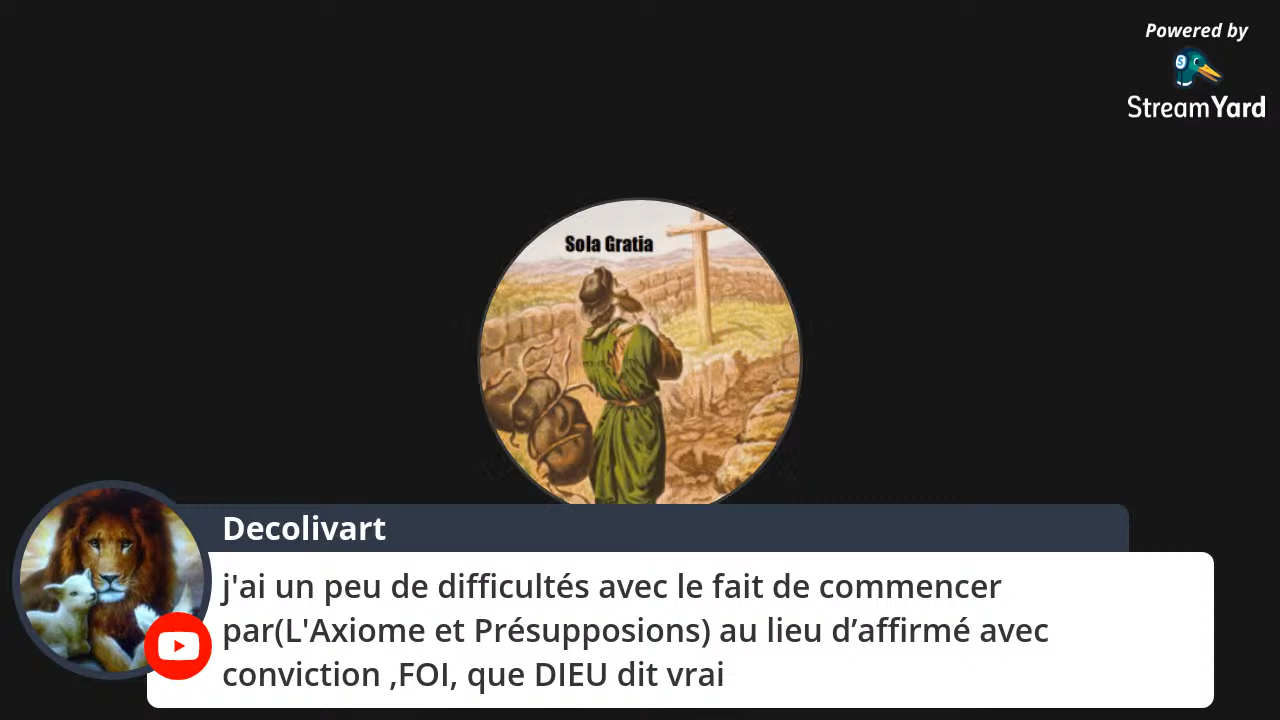 Powered by
StreamYard
Sola Gratia
Decolivart
j'ai un peu de difficultés avec le fait de commencer
par(L'Axiome et Présupposions) au lieu d’affirmé avec
conviction ,FOI, que DIEU dit vrai